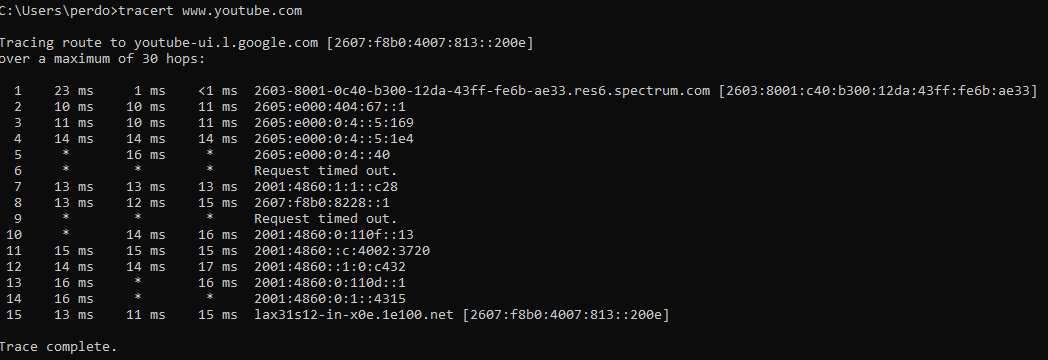 C:\Users\perdo>tracert www.youtube.com
Tracing route to youtube-ui.l.google.com [2607:f8b0:4007:813::200e]
over a maximum of 30 hops:
1 23 ms 1 ms <1 ms 2603-8001-0c40-b300-12da-43ff-fe6b-ae33.res6.spectrum.com [2603:8001:c40:b300:12da:43ff:fe6b:ae33]
2 10 ms 10 ms 11 ms 2605:e000:404:67::1
3 11 ms 10 ms 11 ms 2605:e000:0:4::5:169
4 14 ms 14 ms 14 ms 2605:e000:0:4::5:1e4
5 * 16 ms * 2605:e000:0:4::40
6 * * * Request timed out.
7 13 ms 13 ms 13 ms 2001:4860:1:1::c28
8 13 ms 12 ms 15 ms 2607:f8b0:8228::1
9 * * * Request timed out.
10 * 14 ms 16 ms 2001:4860:0:110f::13
11 15 ms 15 ms 15 ms 2001:4860::c:4002:3720
12 14 ms 14 ms 17 ms 2001:4860::1:0:c432
13 16 ms * 16 ms 2001:4860:0:110d::1
14 16 ms * * 2001:4860:0:1::4315
15 13 ms 11 ms 15 ms lax31s12-in-x0e.1e100.net [2607:f8b0:4007:813::200e]
Trace complete.